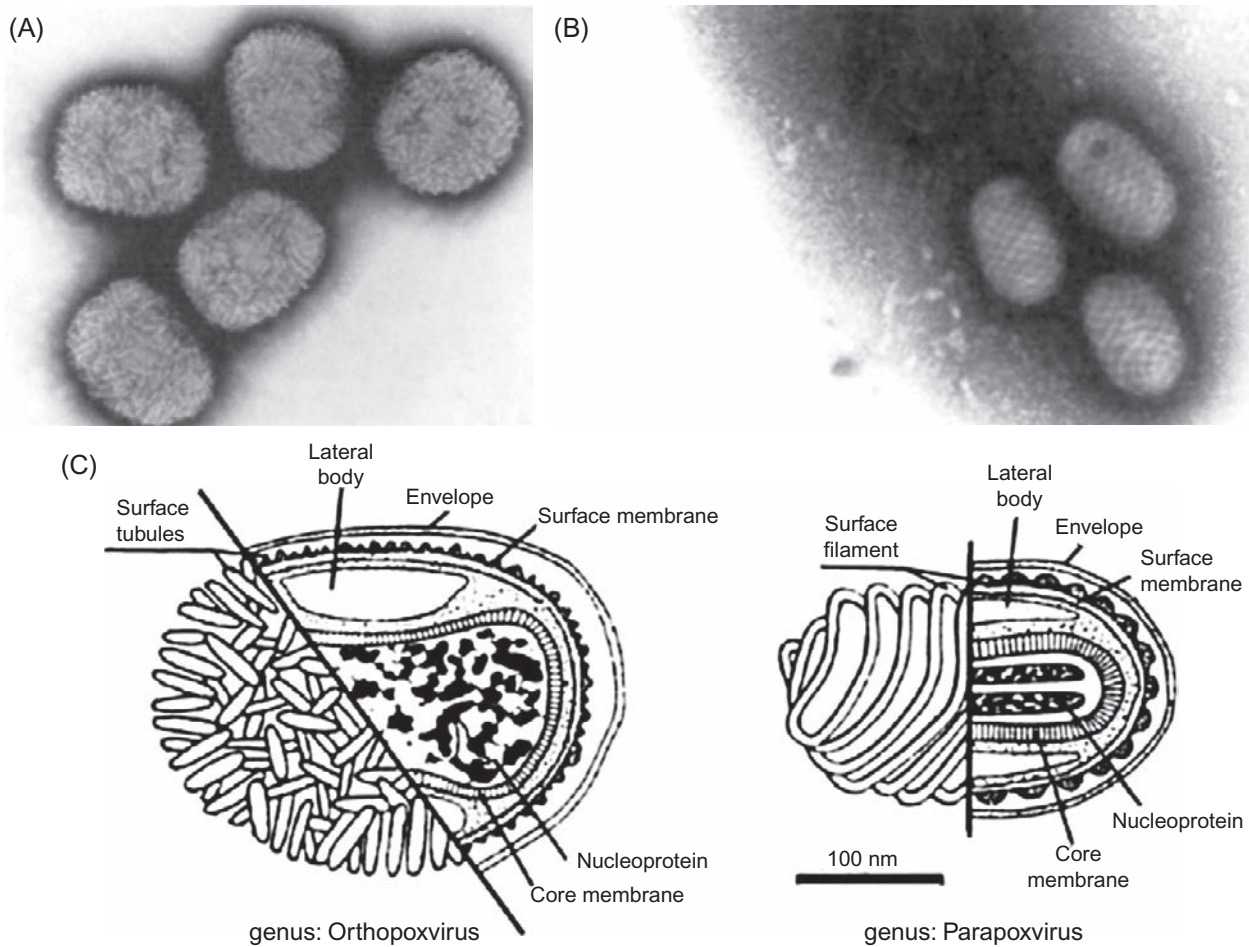 (A)
(B)
(C)
Lateral
body
Envelope
Surface membrane
Surface
tubules
Nucleoprotein
Core membrane
genus: Orthopoxvirus
Lateral
body
Envelope
Surface
filament
Surface
membrane
Nucleoprotein
Core
membrane
100 nm
genus: Parapoxvirus